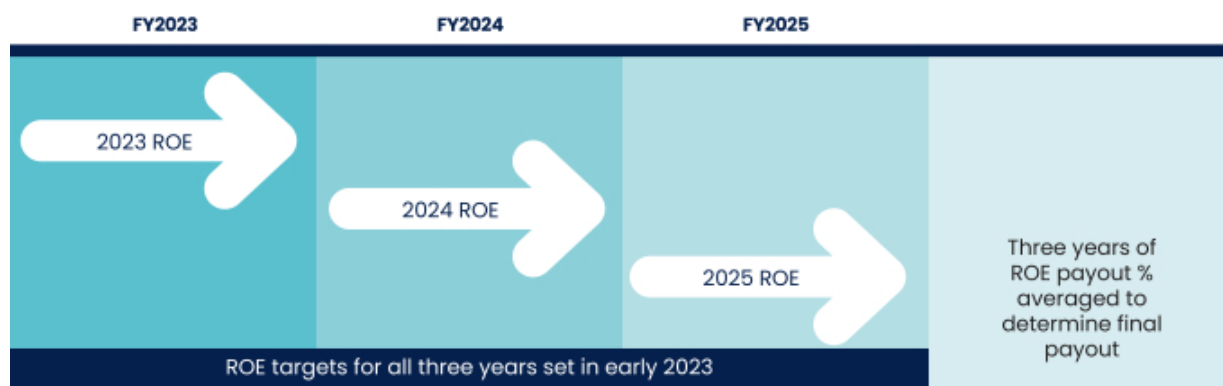 FY2023
FY2024
FY2025
2023 ROE
2024 ROE
2025 ROE
Three years of
ROE payout %
averaged to
determine final
payout
ROE targets for all three years set in early 2023